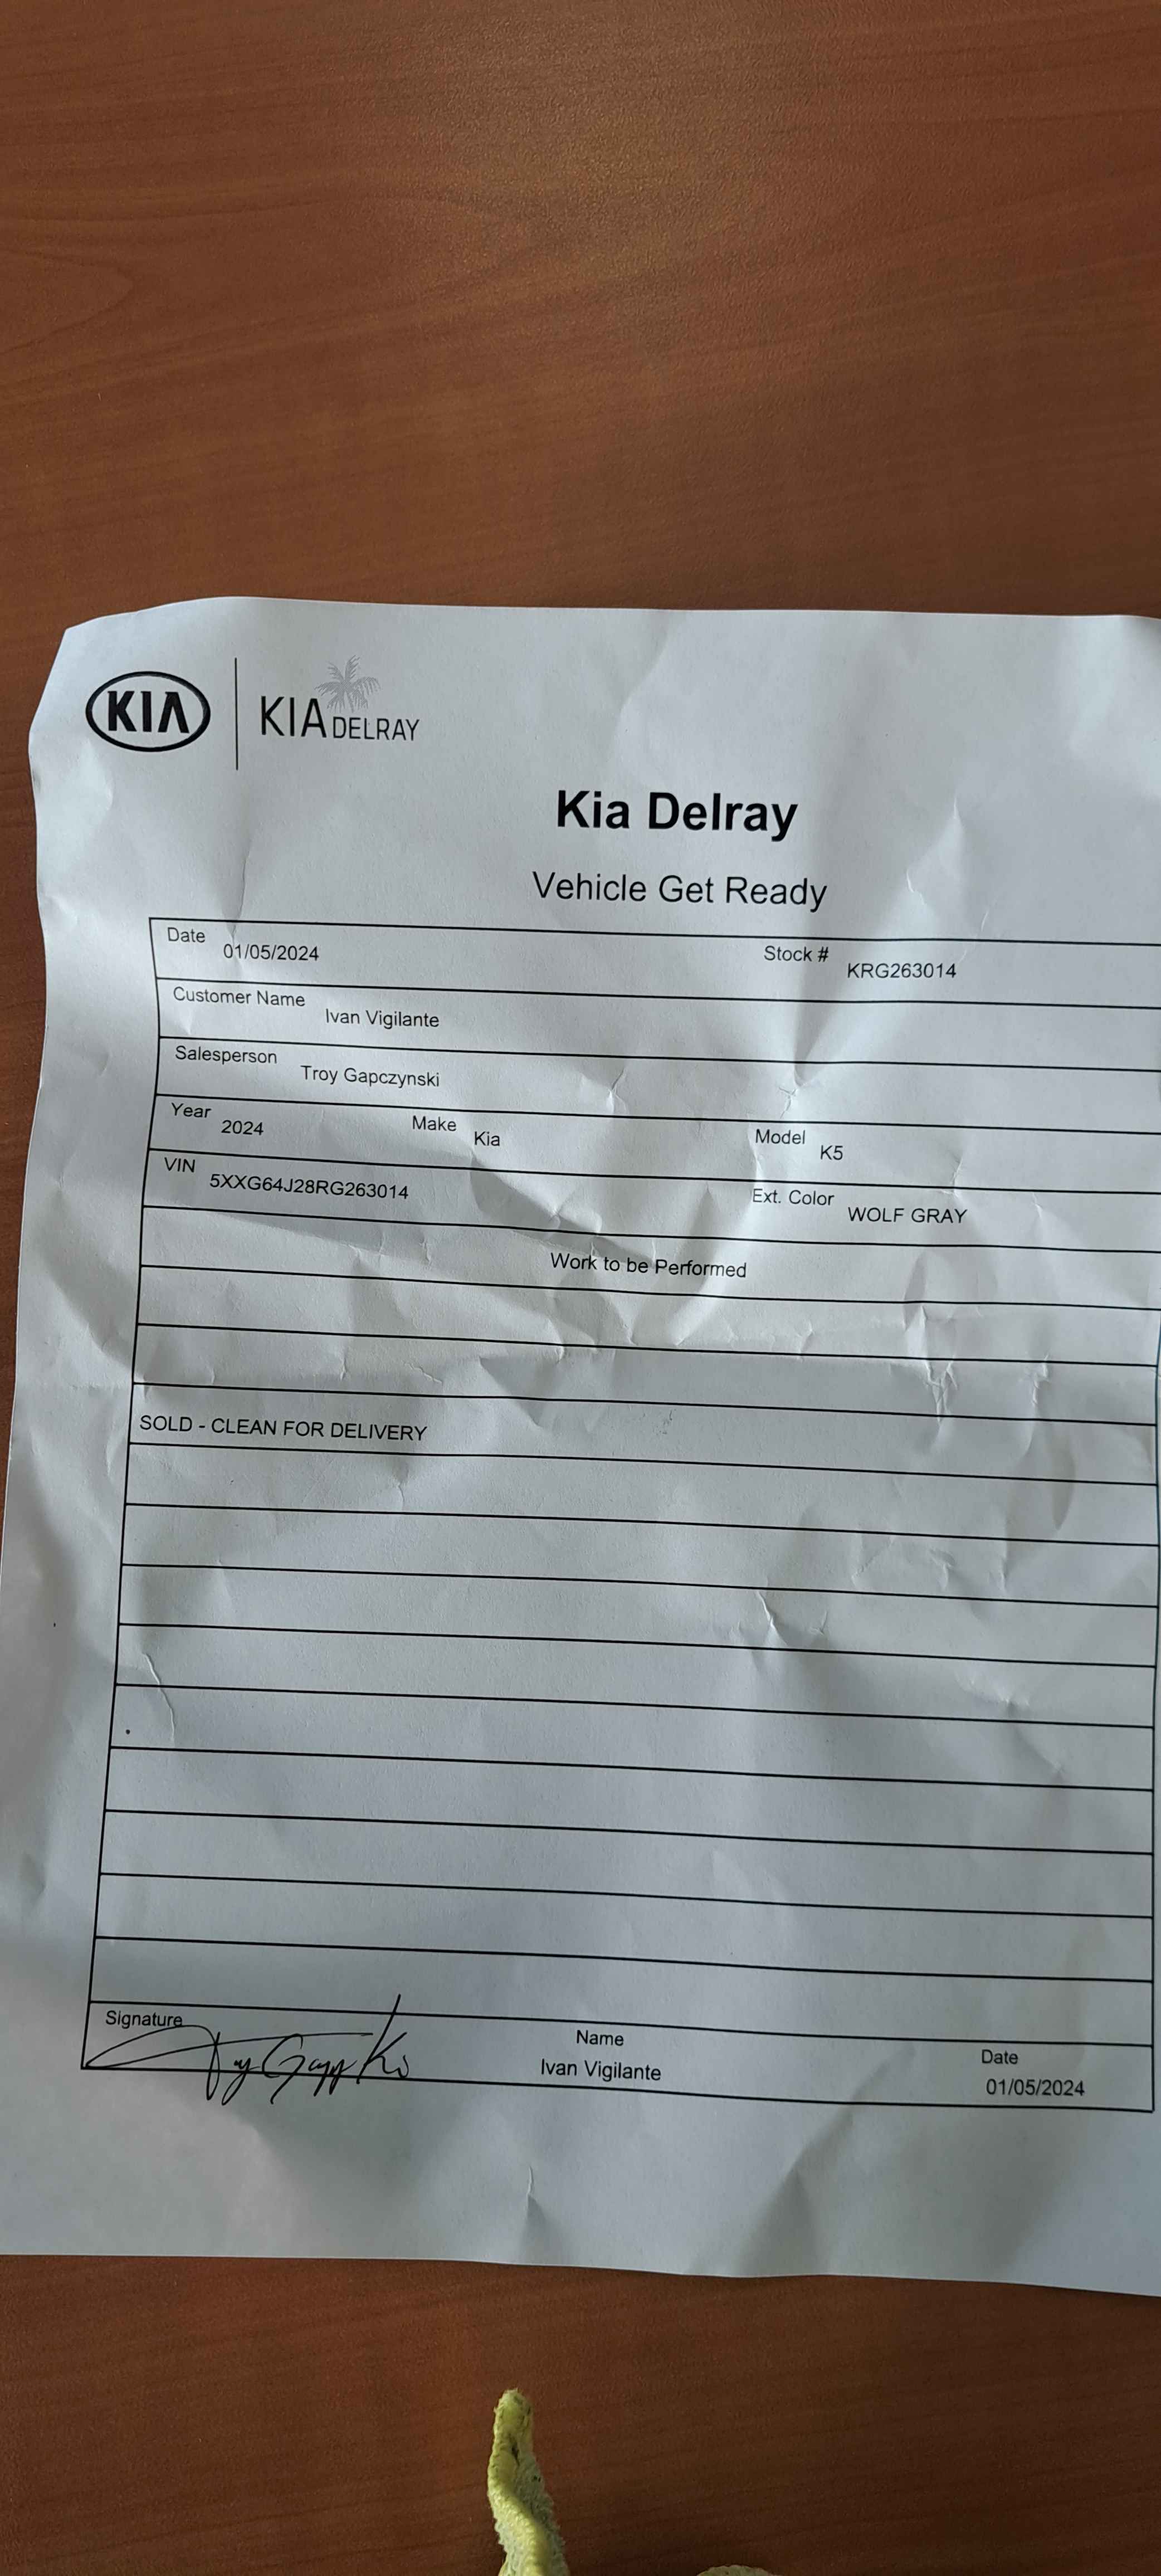 KIA KIA DELRAY
Kia Delray
Vehicle Get Ready
Date 01/05/2024 Stock # KRG263014
Customer Name Ivan Vigilante
Salesperson Troy Gapczynski
Year 2024 Make Kia Model K5
VIN 5XXG64J28RG263014 Ext. Color WOLF GRAY
Work to be Performed
SOLD - CLEAN FOR DELIVERY
Signature Name Date
Ivan Vigilante 01/05/2024